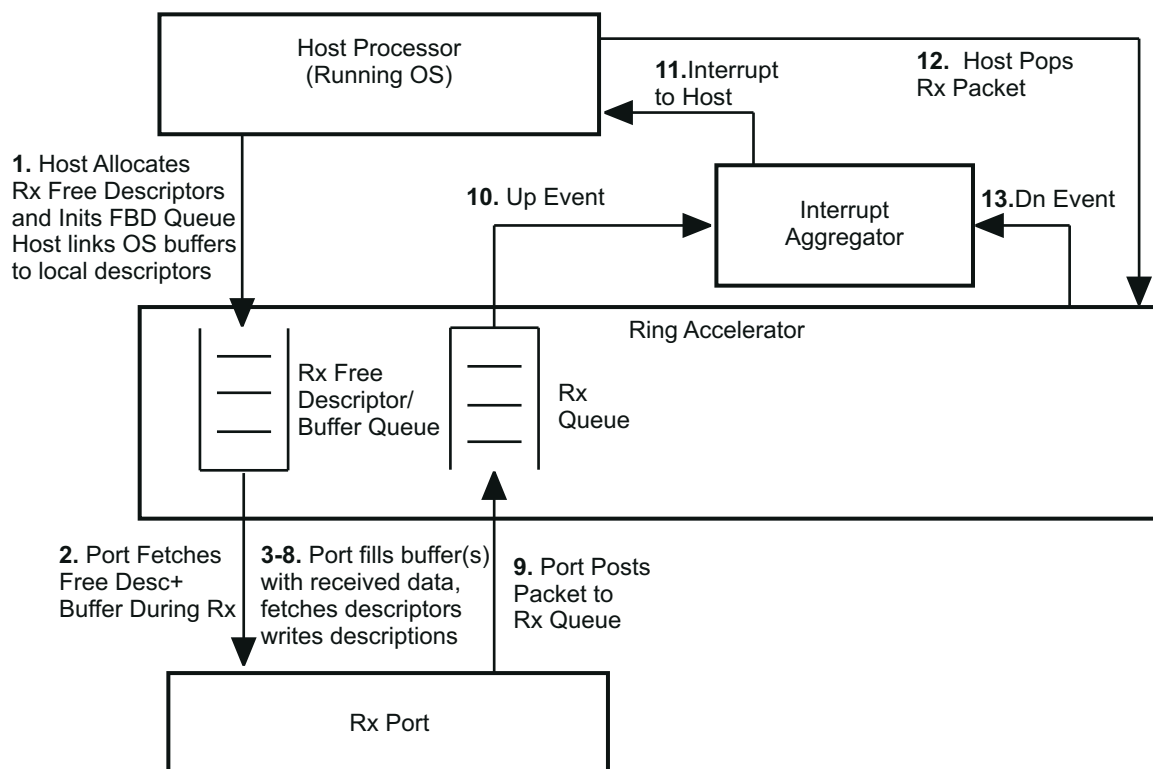 Host Processor
(Running OS)
11.Interrupt
to Host
12. Host Pops
Rx Packet
1. Host Allocates
Rx Free Descriptors
and Inits FBD Queue
Host links OS buffers
to local descriptors
10. Up Event
Interrupt
Aggregator
13.Dn Event
Ring Accelerator
Rx Free
Descriptor/
Buffer Queue
Rx
Queue
2. Port Fetches
Free Desc+
Buffer During Rx
3-8. Port fills buffer(s)
with received data,
fetches descriptors
writes descriptions
9. Port Posts
Packet to
Rx Queue
Rx Port